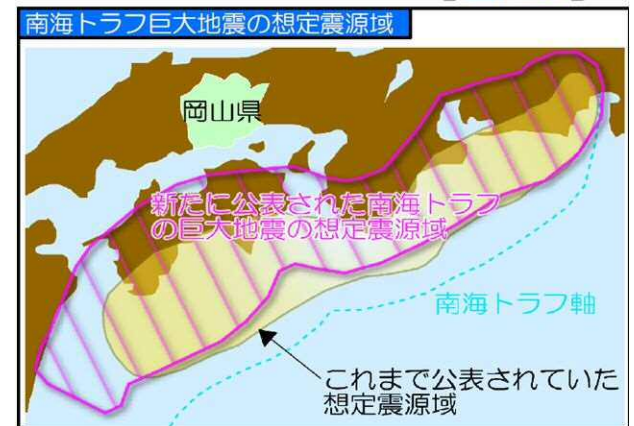 南海トラフ巨大地震の想定震源域
岡山県
新たに公表された南海トラフ
の巨大地震の想定震源域
南海トラフ軸
これまで公表されていた
想定震源域